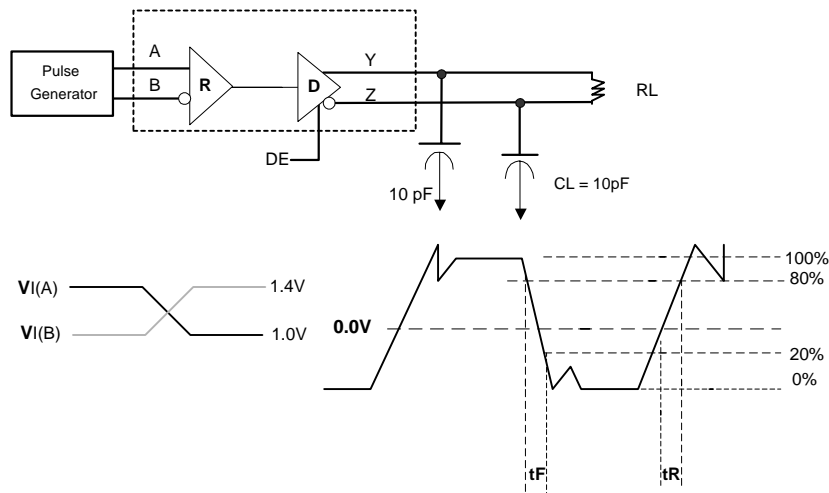 Pulse
Generator
A
B
R
D
Y
Z
DE
RL
10 pF
CL = 10pF
VI(A)
VI(B)
1.4V
1.0V
0.0V
100%
80%
20%
0%
tF
tR